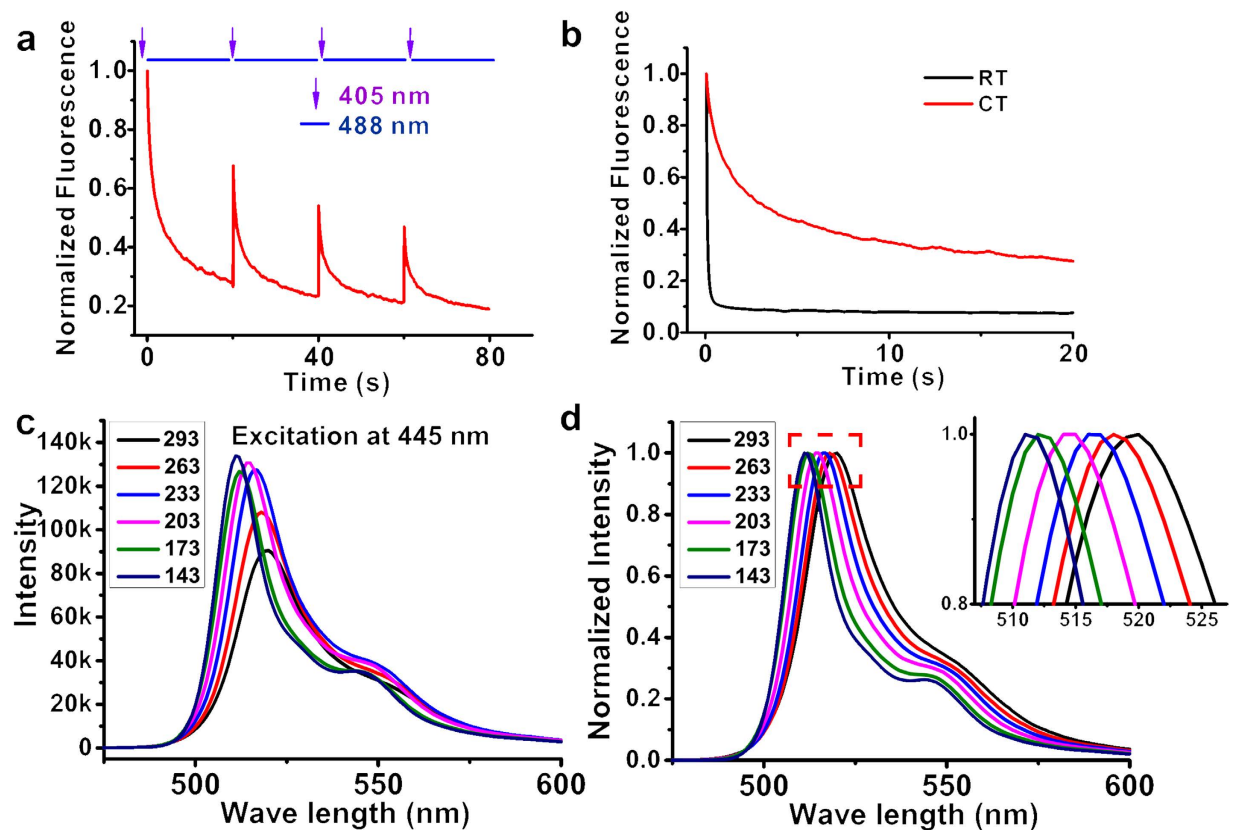 a
Normalized Fluorescence
1.0
0.8
0.6
0.4
0.2
405 nm
488 nm
0 20 40 60 80
Time (s)
b
Normalized Fluorescence
1.0
0.8
0.6
0.4
0.2
0.0
RT
CT
0 10 20
Time (s)
c
Intensity
140k
120k
100k
80k
60k
40k
20k
0
293
263
233
203
173
143
Excitation at 445 nm
500 550 600
Wave length (nm)
d
Normalized Intensity
1.0
0.8
0.6
0.4
0.2
0.0
293
263
233
203
173
143
1.0
0.8
510 515 520 525
500 550 600
Wave length (nm)